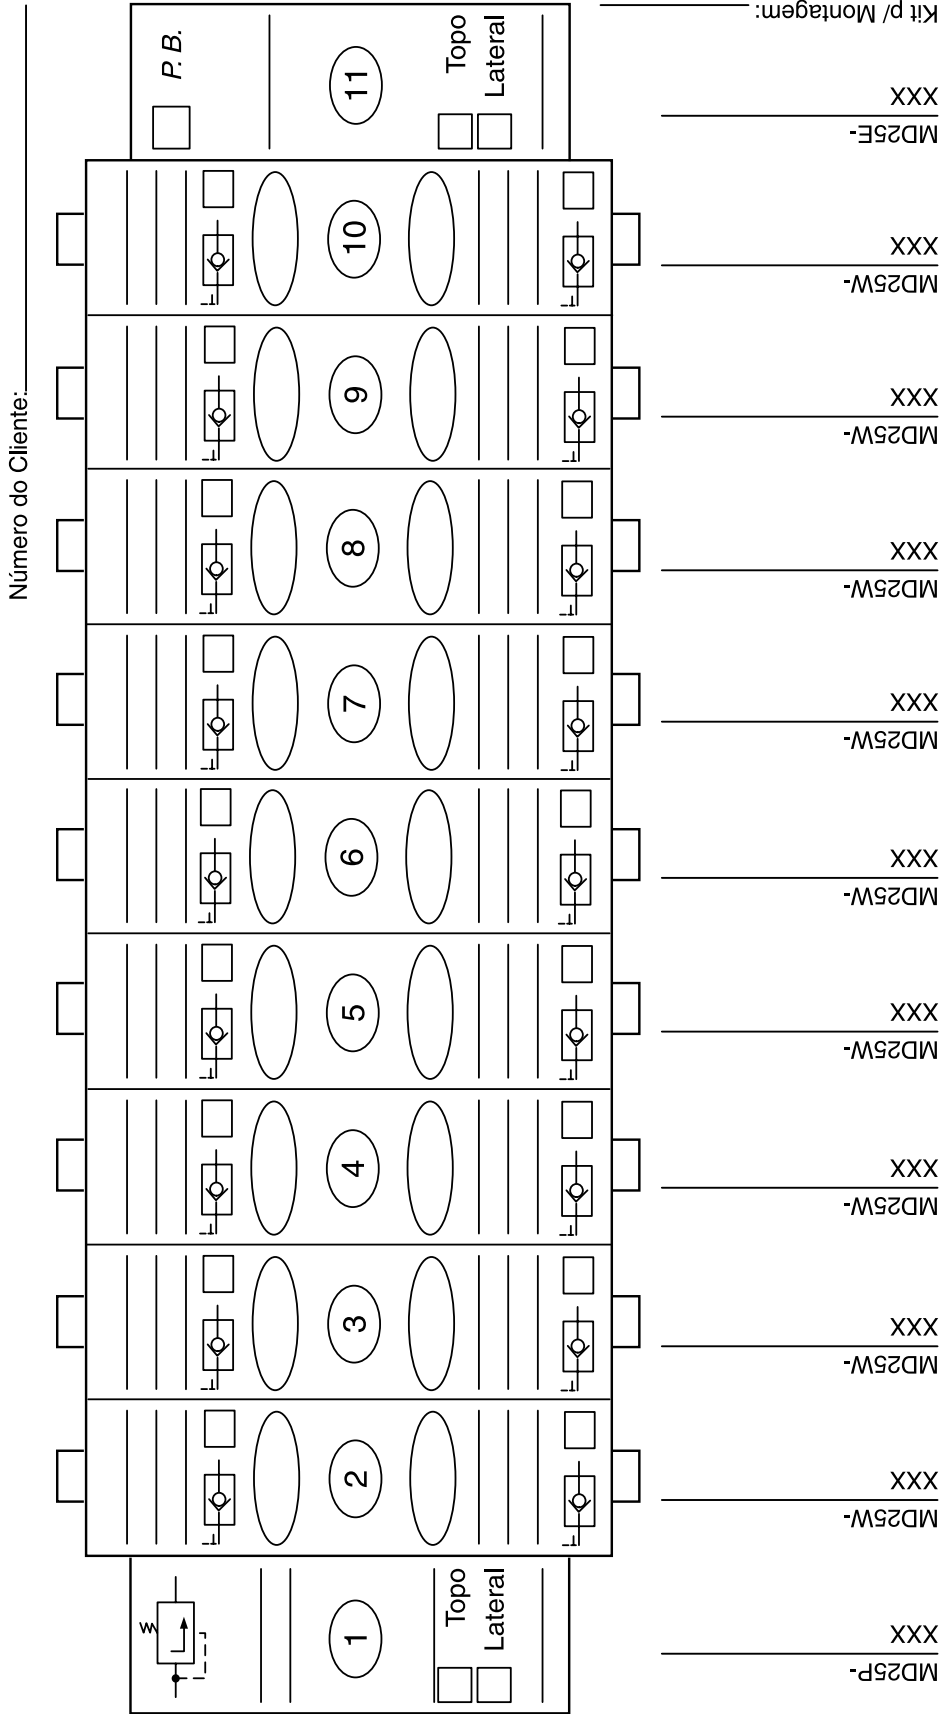 Número do Cliente:
P. B.
11
Topo
Lateral
10
9
8
7
6
5
4
3
2
1
Topo
Lateral
Kit p/ Montagem:
MD25E-
XXX
MD25W-
XXX
MD25W-
XXX
MD25W-
XXX
MD25W-
XXX
MD25W-
XXX
MD25W-
XXX
MD25W-
XXX
MD25W-
XXX
MD25W-
XXX
MD25P-
XXX